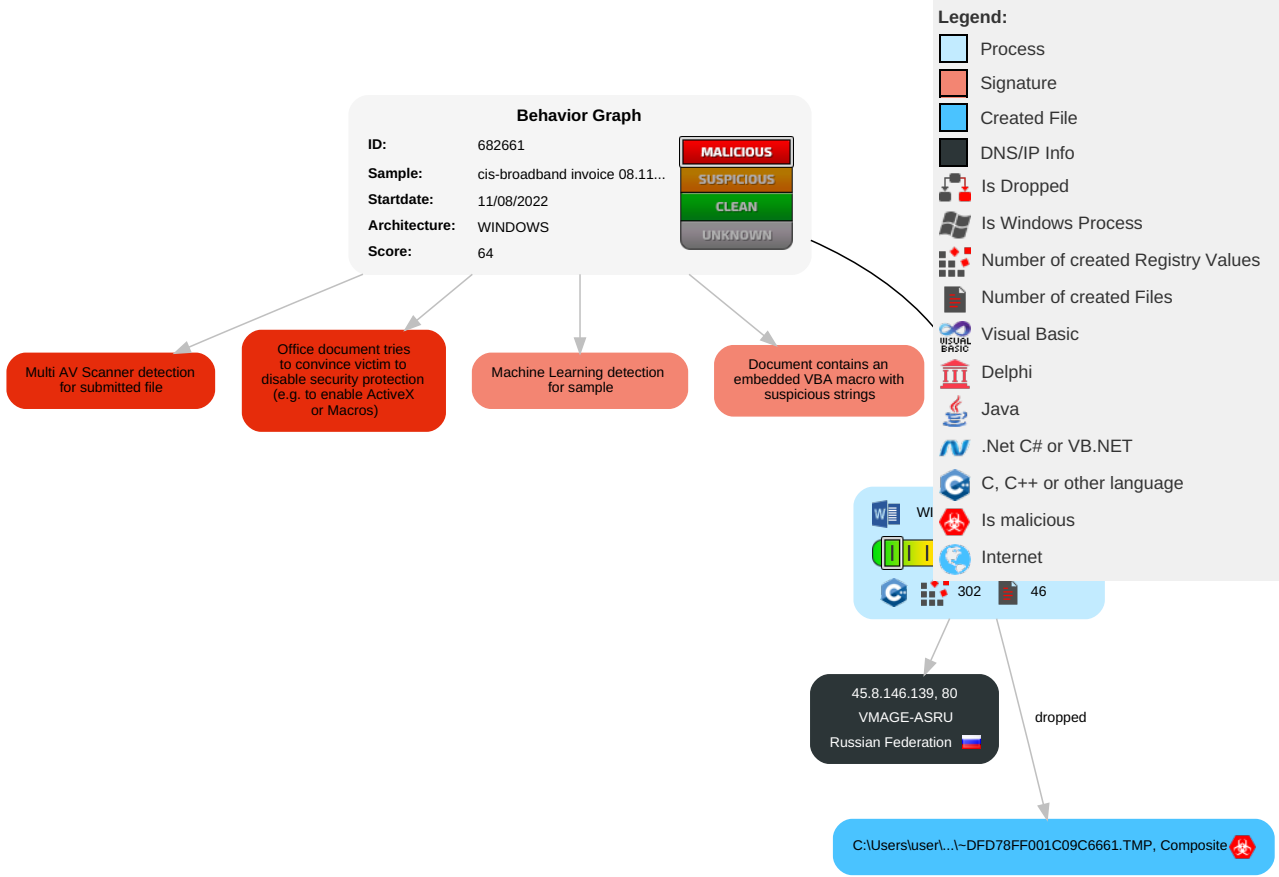 Legend:
Process
Signature
Created File
DNS/IP Info
Is Dropped
Is Windows Process
Number of created Registry Values
Number of created Files
VISUAL
BASIC
Visual Basic
Delphi
Java
.Net C# or VB.NET
C, C++ or other language
Is malicious
Internet
Behavior Graph
ID: 682661
Sample: cis-broadband invoice 08.11...
Startdate: 11/08/2022
Architecture: WINDOWS
Score: 64
MALICIOUS
SUSPICIOUS
CLEAN
UNKNOWN
Multi AV Scanner detection
for submitted file
Office document tries
to convince victim to
disable security protection
(e.g. to enable ActiveX
or Macros)
Machine Learning detection
for sample
Document contains an
embedded VBA macro with
suspicious strings
302 46
45.8.146.139, 80
VMAGE-ASRU
Russian Federation
dropped
C:\Users\user\...\~DFD78FF001C09C6661.TMP, Composite